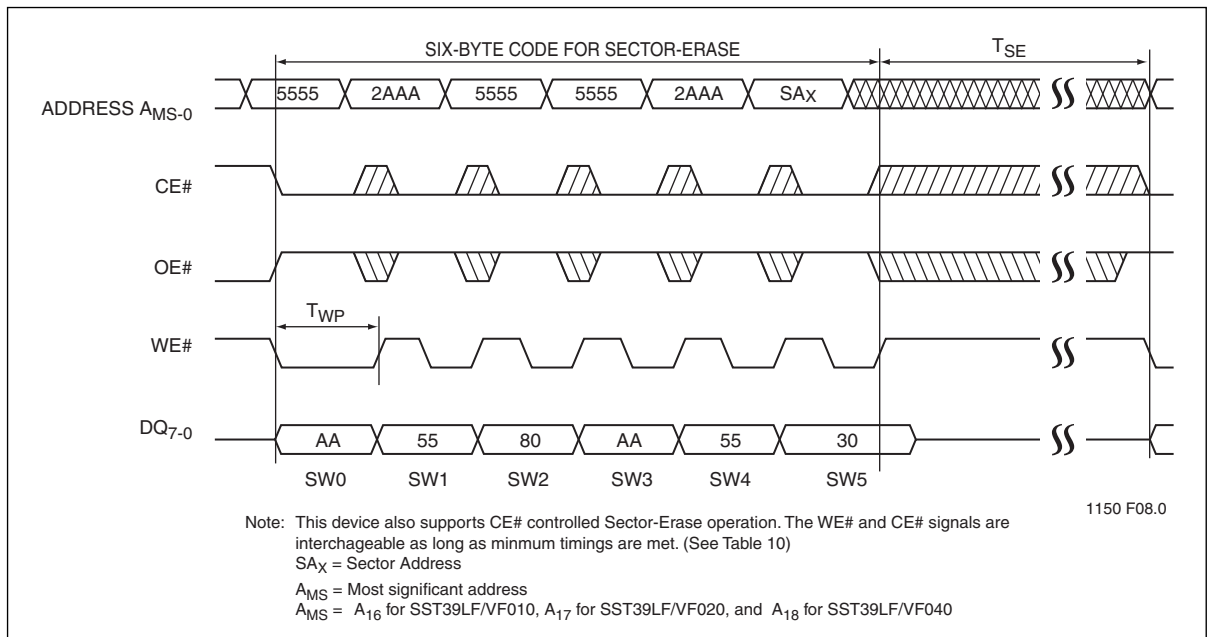 SIX-BYTE CODE FOR SECTOR-ERASE TSE
ADDRESS AMS-0 5555 2AAA 5555 5555 2AAA SAX
CE#
OE#
TWP
WE#
DQ7-0 AA 55 80 AA 55 30
SW0 SW1 SW2 SW3 SW4 SW5
1150 F08.0
Note: This device also supports CE# controlled Sector-Erase operation. The WE# and CE# signals are
interchageable as long as minmum timings are met. (See Table 10)
SAX = Sector Address
AMS = Most significant address
AMS = A16 for SST39LF/VF010, A17 for SST39LF/VF020, and A18 for SST39LF/VF040